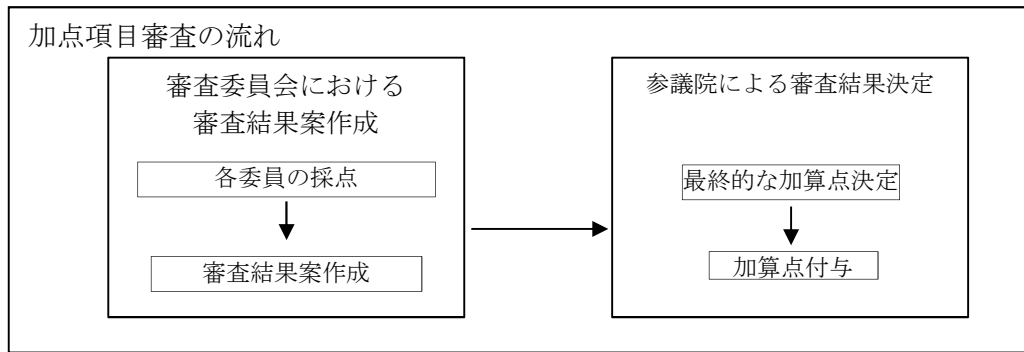 加点項目審査の流れ
審査委員会における
審査結果案作成
各委員の採点
審査結果案作成
参議院による審査結果決定
最終的な加算点決定
加算点付与